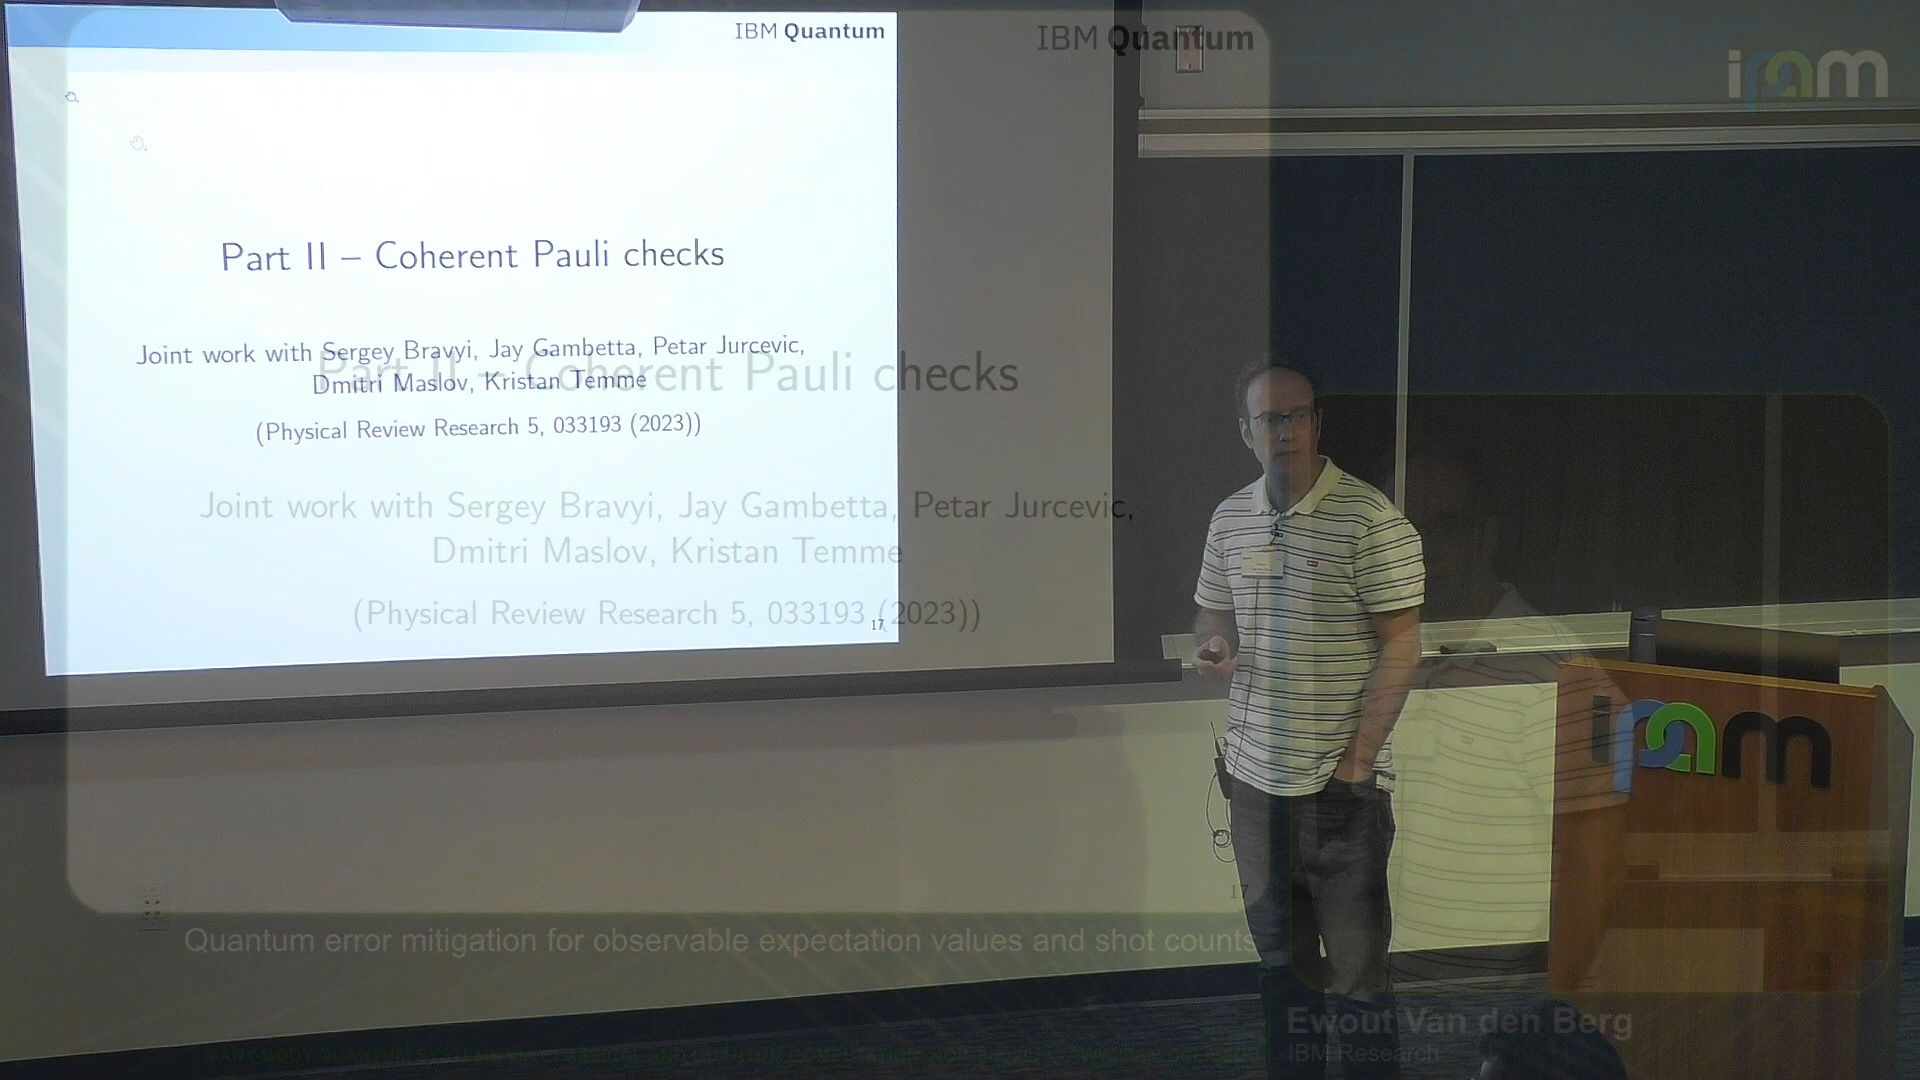 IBM Quantum
Part II – Coherent Pauli checks
Joint work with Sergey Bravyi, Jay Gambetta, Petar Jurcevic,
Dmitri Maslov, Kristan Temme
(Physical Review Research 5, 033193 (2023))
17
IBM Quantum
Part II – Coherent Pauli checks
Joint work with Sergey Bravyi, Jay Gambetta, Petar Jurcevic,
Dmitri Maslov, Kristan Temme
(Physical Review Research 5, 033193 (2023))
17
ipam
ipam
Quantum error mitigation for observable expectation values and shot counts
Ewout Van den Berg
IBM Research